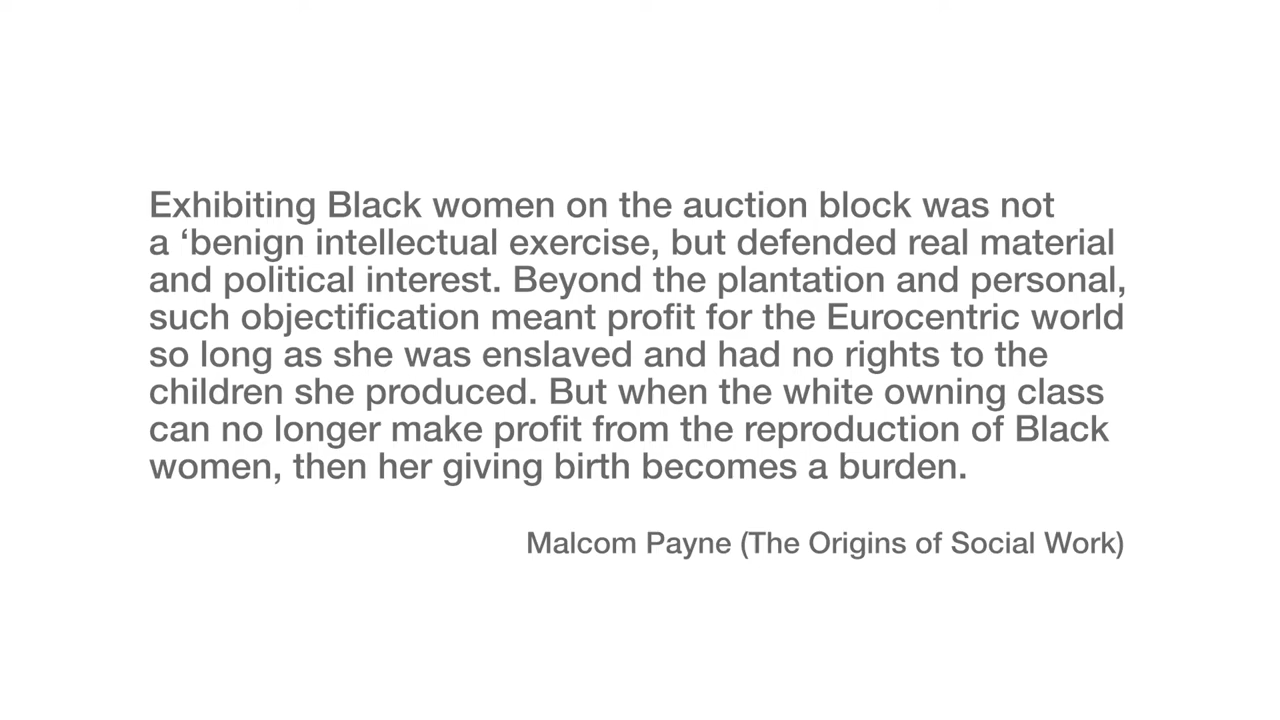 Exhibiting Black women on the auction block was not
a ‘benign intellectual exercise, but defended real material
and political interest. Beyond the plantation and personal,
such objectification meant profit for the Eurocentric world
so long as she was enslaved and had no rights to the
children she produced. But when the white owning class
can no longer make profit from the reproduction of Black
women, then her giving birth becomes a burden.
Malcom Payne (The Origins of Social Work)